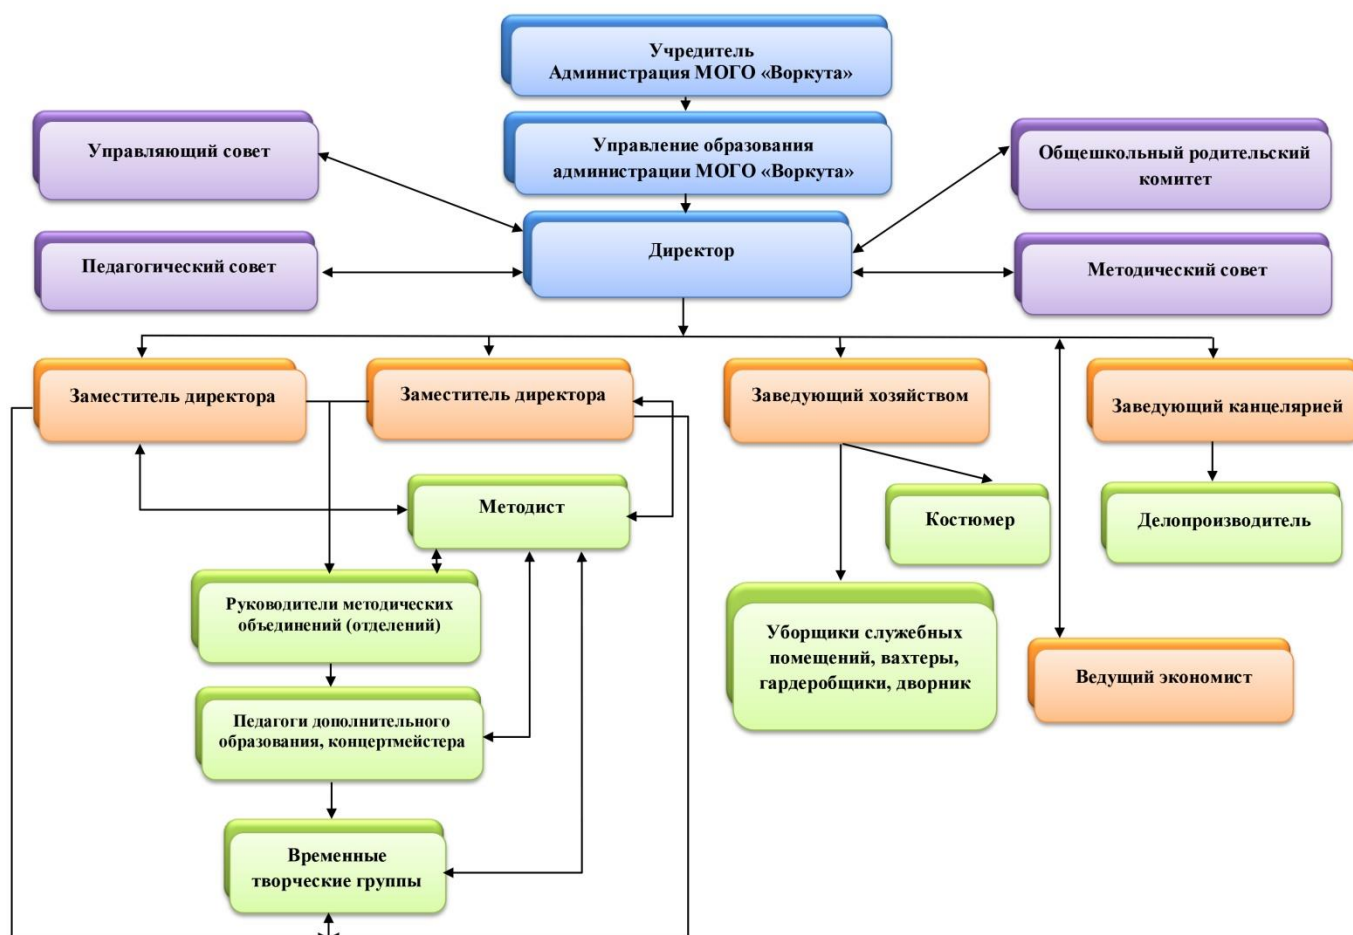 Учредитель
Администрация МОГО «Воркута»
Управление образования
администрации МОГО «Воркута»
Управляющий совет
Общешкольный родительский
комитет
Директор
Педагогический совет
Методический совет
Заместитель директора
Заместитель директора
Заведующий хозяйством
Заведующий канцелярией
Методист
Костюмер
Делопроизводитель
Руководители методических
объединений (отделений)
Уборщики служебных
помещений, вахтеры,
гардеробщики, дворник
Ведущий экономист
Педагоги дополнительного
образования, концертмейстера
Временные
творческие группы